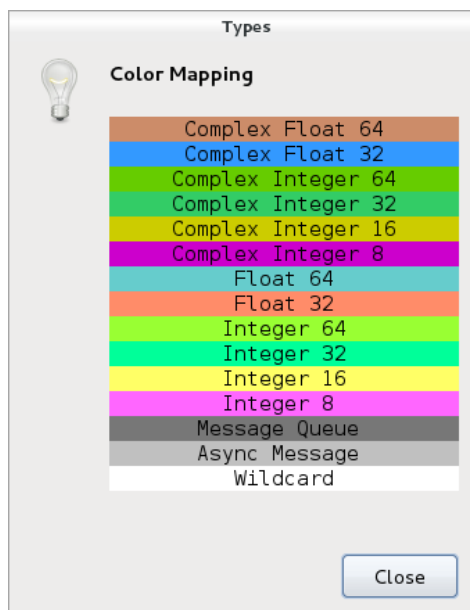 Types
Color Mapping
Complex Float 64
Complex Float 32
Complex Integer 64
Complex Integer 32
Complex Integer 16
Complex Integer 8
Float 64
Float 32
Integer 64
Integer 32
Integer 16
Integer 8
Message Queue
Async Message
Wildcard
Close